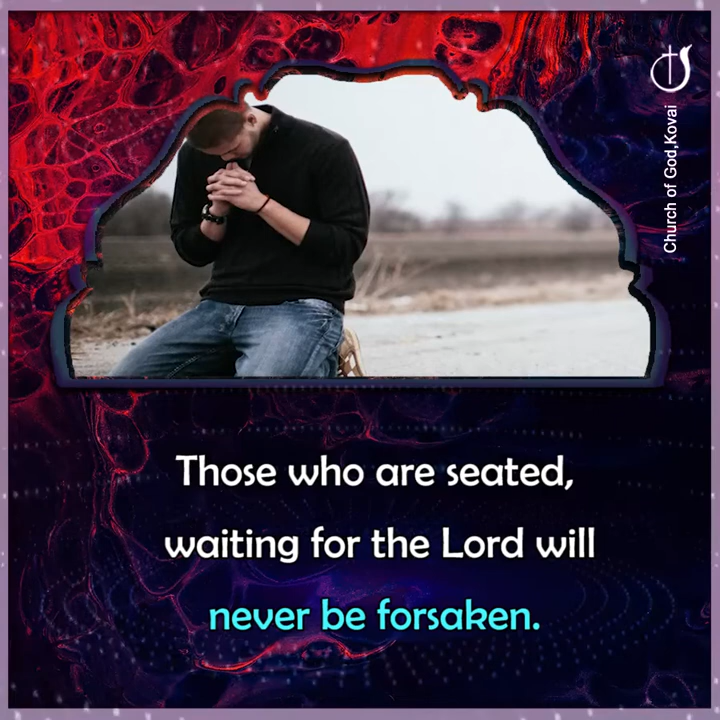 Church of God,Kovai
Those who are seated,
waiting for the Lord will
never be forsaken.